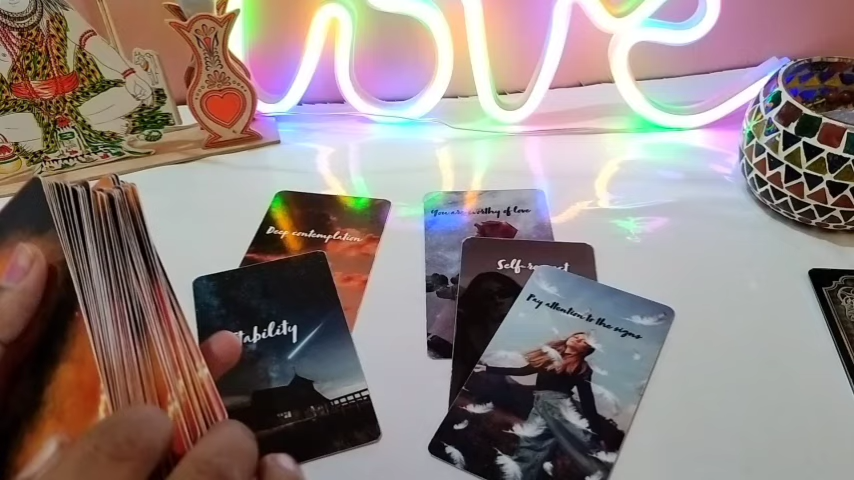 love
Deep contemplation
You are worthy of love
Stability
Self-respect
Pay attention to the signs